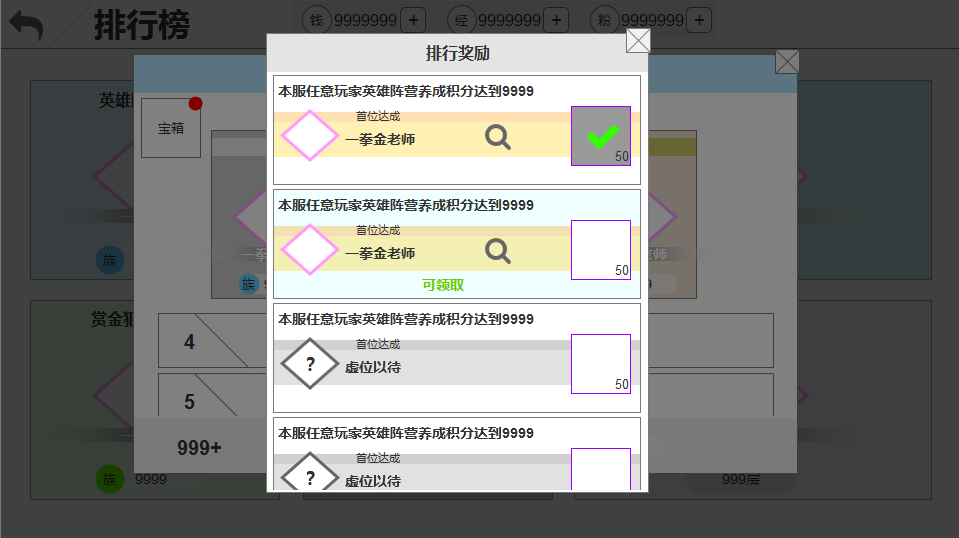 排行榜
钱 9999999 +
经 9999999 +
粉 9999999 +
排行奖励
英雄
宝箱
本服任意玩家英雄阵营养成积分达到9999
首位达成
一拳金老师
50
本服任意玩家英雄阵营养成积分达到9999
首位达成
一拳金老师
50
可领取
本服任意玩家英雄阵营养成积分达到9999
首位达成
?
虚位以待
50
本服任意玩家英雄阵营养成积分达到9999
首位达成
?
虚位以待
一拳
老师
族
族
赏金
4
5
999+
族 9999
999层